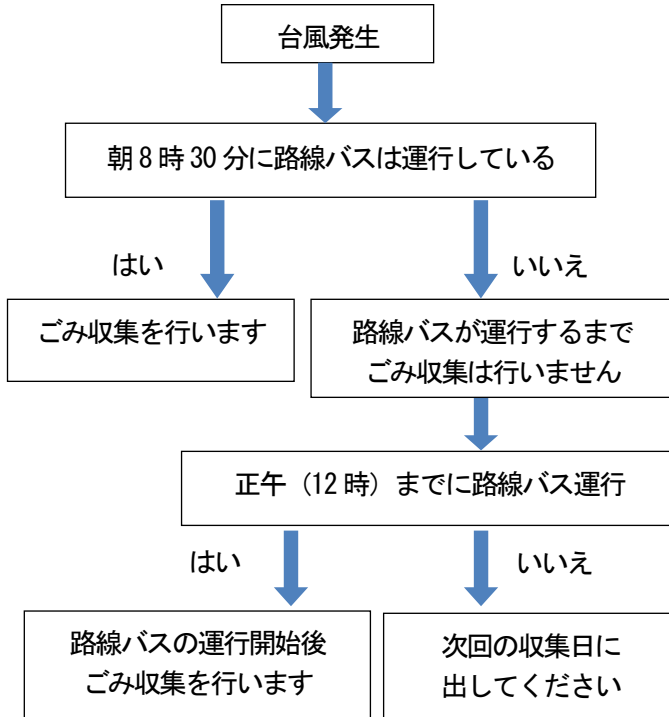 台風発生
朝8時30分に路線バスは運行している
はい
いいえ
ごみ収集を行います
路線バスが運行するまで
ごみ収集は行いません
正午（12時）までに路線バス運行
はい
いいえ
路線バスの運行開始後
ごみ収集を行います
次回の収集日に
出してください